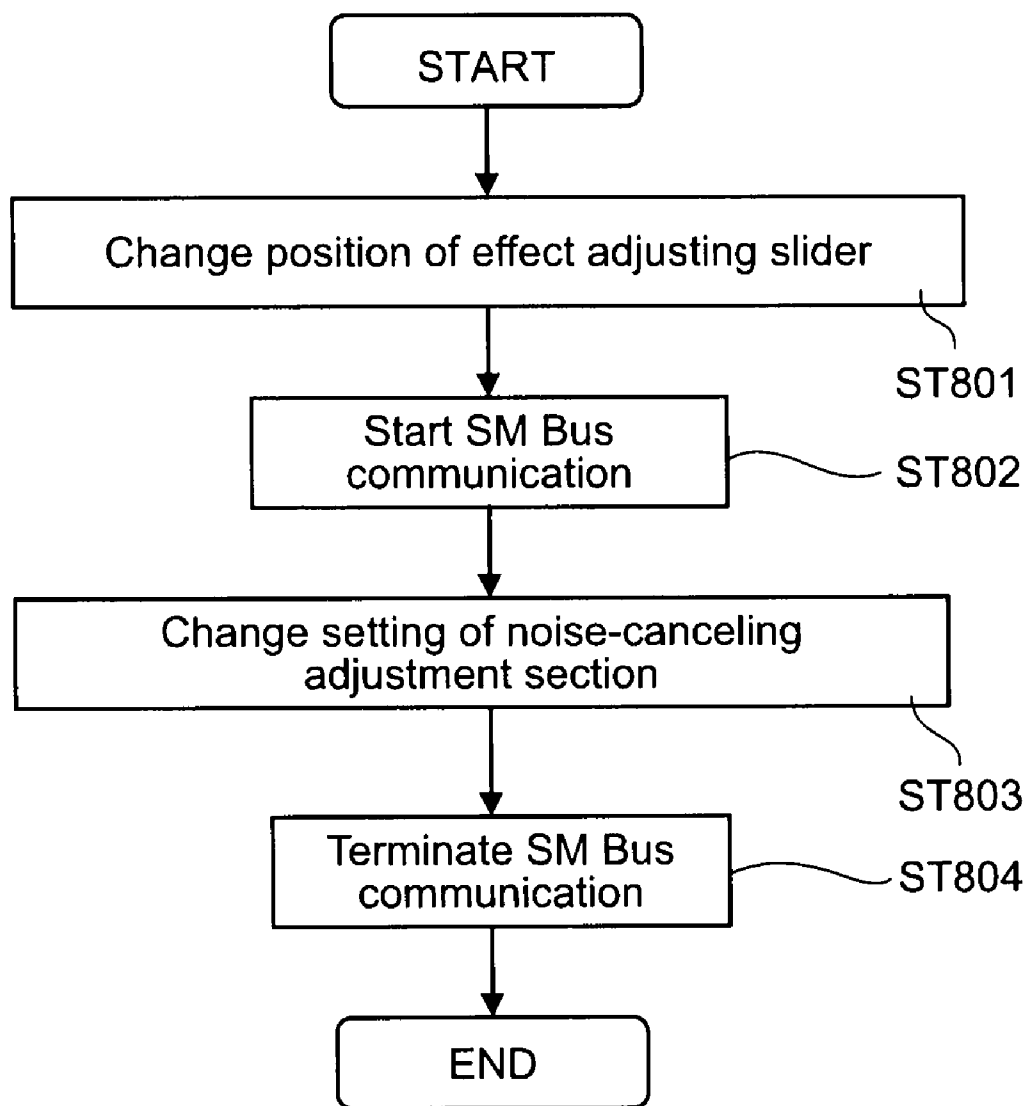 START
Change position of effect adjusting slider
ST801
Start SM Bus
communication
ST802
Change setting of noise-canceling
adjustment section
ST803
Terminate SM Bus
communication
ST804
END